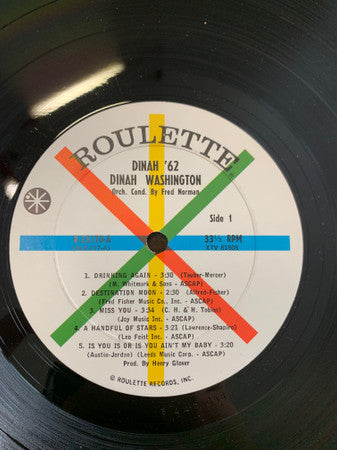 ROULETTE
DINAH '62
DINAH WASHINGTON
Orch. Cond. By Fred Norman
Side 1
33⅓ RPM
XTV 81808
1. DRINKING AGAIN - 3:30 (Tauber-Mercer)
(M. Whitmark & Sons - ASCAP)
2. DESTINATION MOON - 2:30 (Alfred-Fisher)
(Fred Fisher Music Co. Inc. - ASCAP)
3. MISS YOU - 3:34 (C. H. & H. Tobias)
(Joy Music Inc. - ASCAP)
4. A HANDFUL OF STARS - 3:21 (Lawrence-Shapiro)
(Leo Feist Inc. - ASCAP)
5. IS YOU IS OR IS YOU AIN'T MY BABY - 3:20
(Austin-Jordan) (Leeds Music Corp. - ASCAP)
Prod. By Henry Glover
© ROULETTE RECORDS, INC.